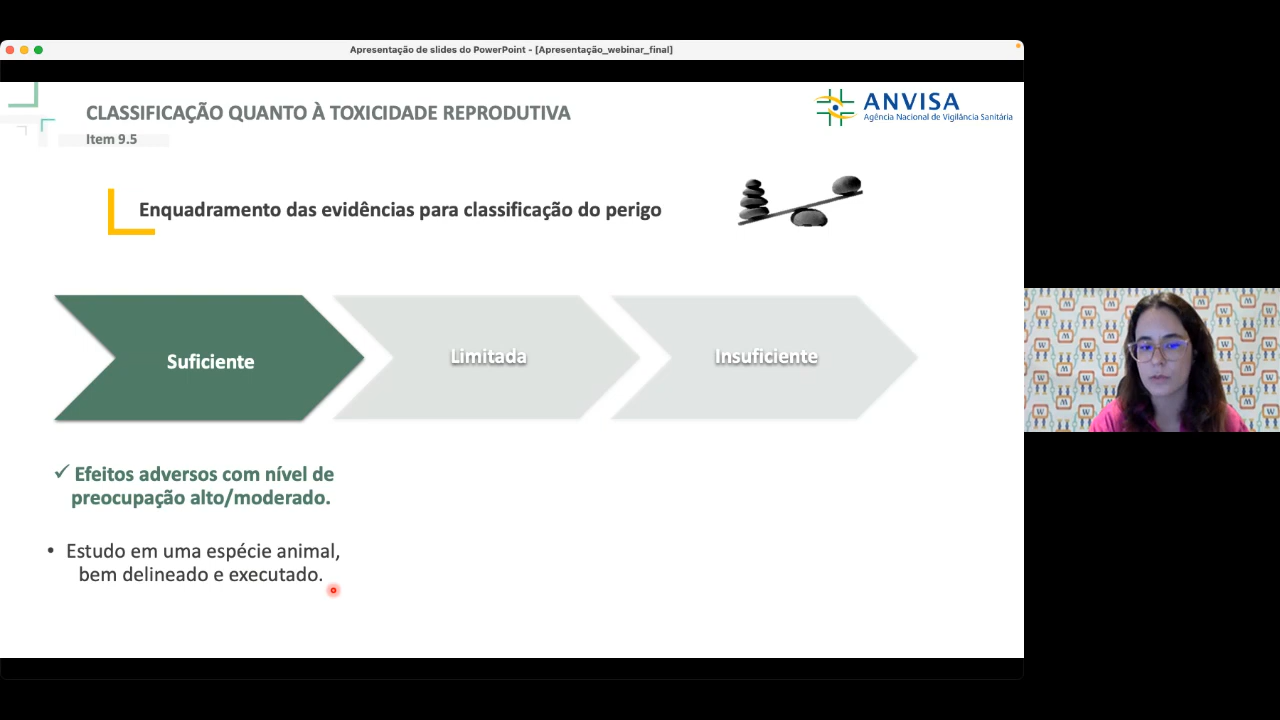 Apresentação de slides do PowerPoint - [Apresentação_webinar_final]
CLASSIFICAÇÃO QUANTO À TOXICIDADE REPRODUTIVA
Item 9.5
ANVISA
Agência Nacional de Vigilância Sanitária
Enquadramento das evidências para classificação do perigo
Suficiente
Limitada
Insuficiente
✓ Efeitos adversos com nível de
preocupação alto/moderado.
• Estudo em uma espécie animal,
bem delineado e executado.